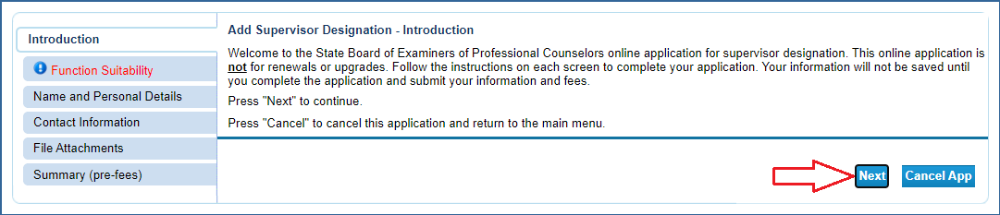 Introduction
Function Suitability
Name and Personal Details
Contact Information
File Attachments
Summary (pre-fees)
Add Supervisor Designation - Introduction
Welcome to the State Board of Examiners of Professional Counselors online application for supervisor designation. This online application is
not for renewals or upgrades. Follow the instructions on each screen to complete your application. Your information will not be saved until
you complete the application and submit your information and fees.
Press "Next" to continue.
Press "Cancel" to cancel this application and return to the main menu.
Next
Cancel App